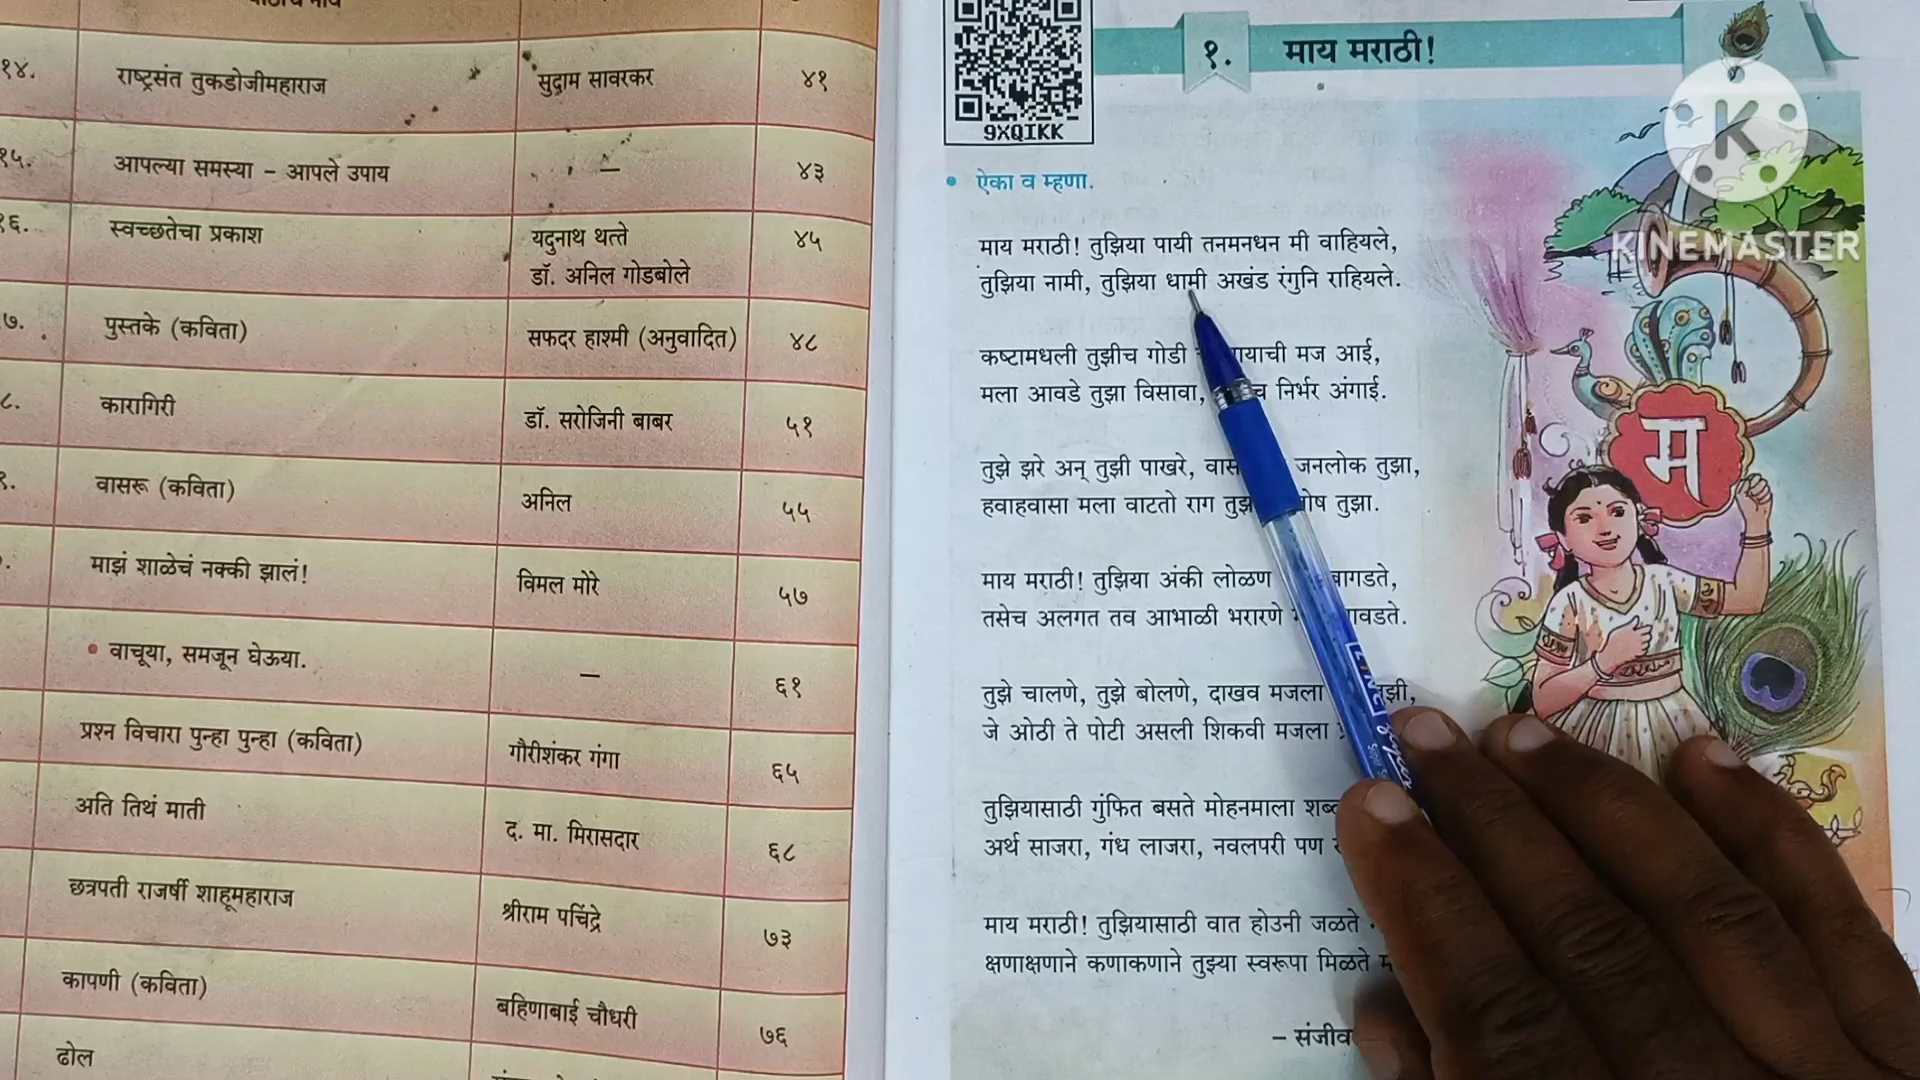 १४. राष्ट्रसंत तुकडोजीमहाराज सुदाम सावरकर ४१
१५. आपल्या समस्या – आपले उपाय — ४३
१६. स्वच्छतेचा प्रकाश यदुनाथ थत्ते ४५
डॉ. अनिल गोडबोले
७. पुस्तके (कविता) सफदर हाश्मी (अनुवादित) ४८
८. कारागिरी डॉ. सरोजिनी बाबर ५१
९. वासरू (कविता) अनिल ५५
माझं शाळेचं नक्की झालं! विमल मोरे ५७
• वाचूया, समजून घेऊया. — ६१
प्रश्न विचारा पुन्हा पुन्हा (कविता) गौरीशंकर गंगा ६५
अति तिथं माती द. मा. मिरासदार ६८
छत्रपती राजर्षी शाहूमहाराज श्रीराम पचिंद्रे ७३
कापणी (कविता) बहिणाबाई चौधरी ७६
ढोल
9XQIKK
१. माय मराठी!
• ऐका व म्हणा.
माय मराठी! तुझिया पायी तनमनधन मी वाहियले,
तुझिया नामी, तुझिया धामी अखंड रंगुनि राहियले.
कष्टामधली तुझीच गोडी मज आई,
मला आवडे तुझा विसावा, निर्भर अंगाई.
तुझे झरे अन् तुझी पाखरे, जनलोक तुझा,
हवाहवासा मला वाटतो राग तुझा.
माय मराठी! तुझिया अंकी लोळण
तसेच अलगत तव आभाळी भरारणे
तुझे चालणे, तुझे बोलणे, दाखव मजला
जे ओठी ते पोटी असली शिकवी मजला
तुझियासाठी गुंफित बसते मोहनमाला
अर्थ साजरा, गंध लाजरा, नवलपरी पण
माय मराठी! तुझियासाठी वात होउनी जळते
क्षणाक्षणाने कणाकणाने तुझ्या स्वरूपा मिळते
म
K
KINEMASTER